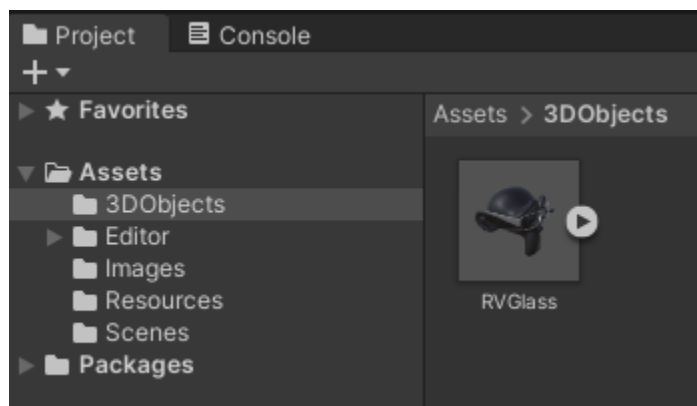 Project
Console
Favorites
Assets
3DObjects
Editor
Images
Resources
Scenes
Packages
Assets > 3DObjects
RVGlass